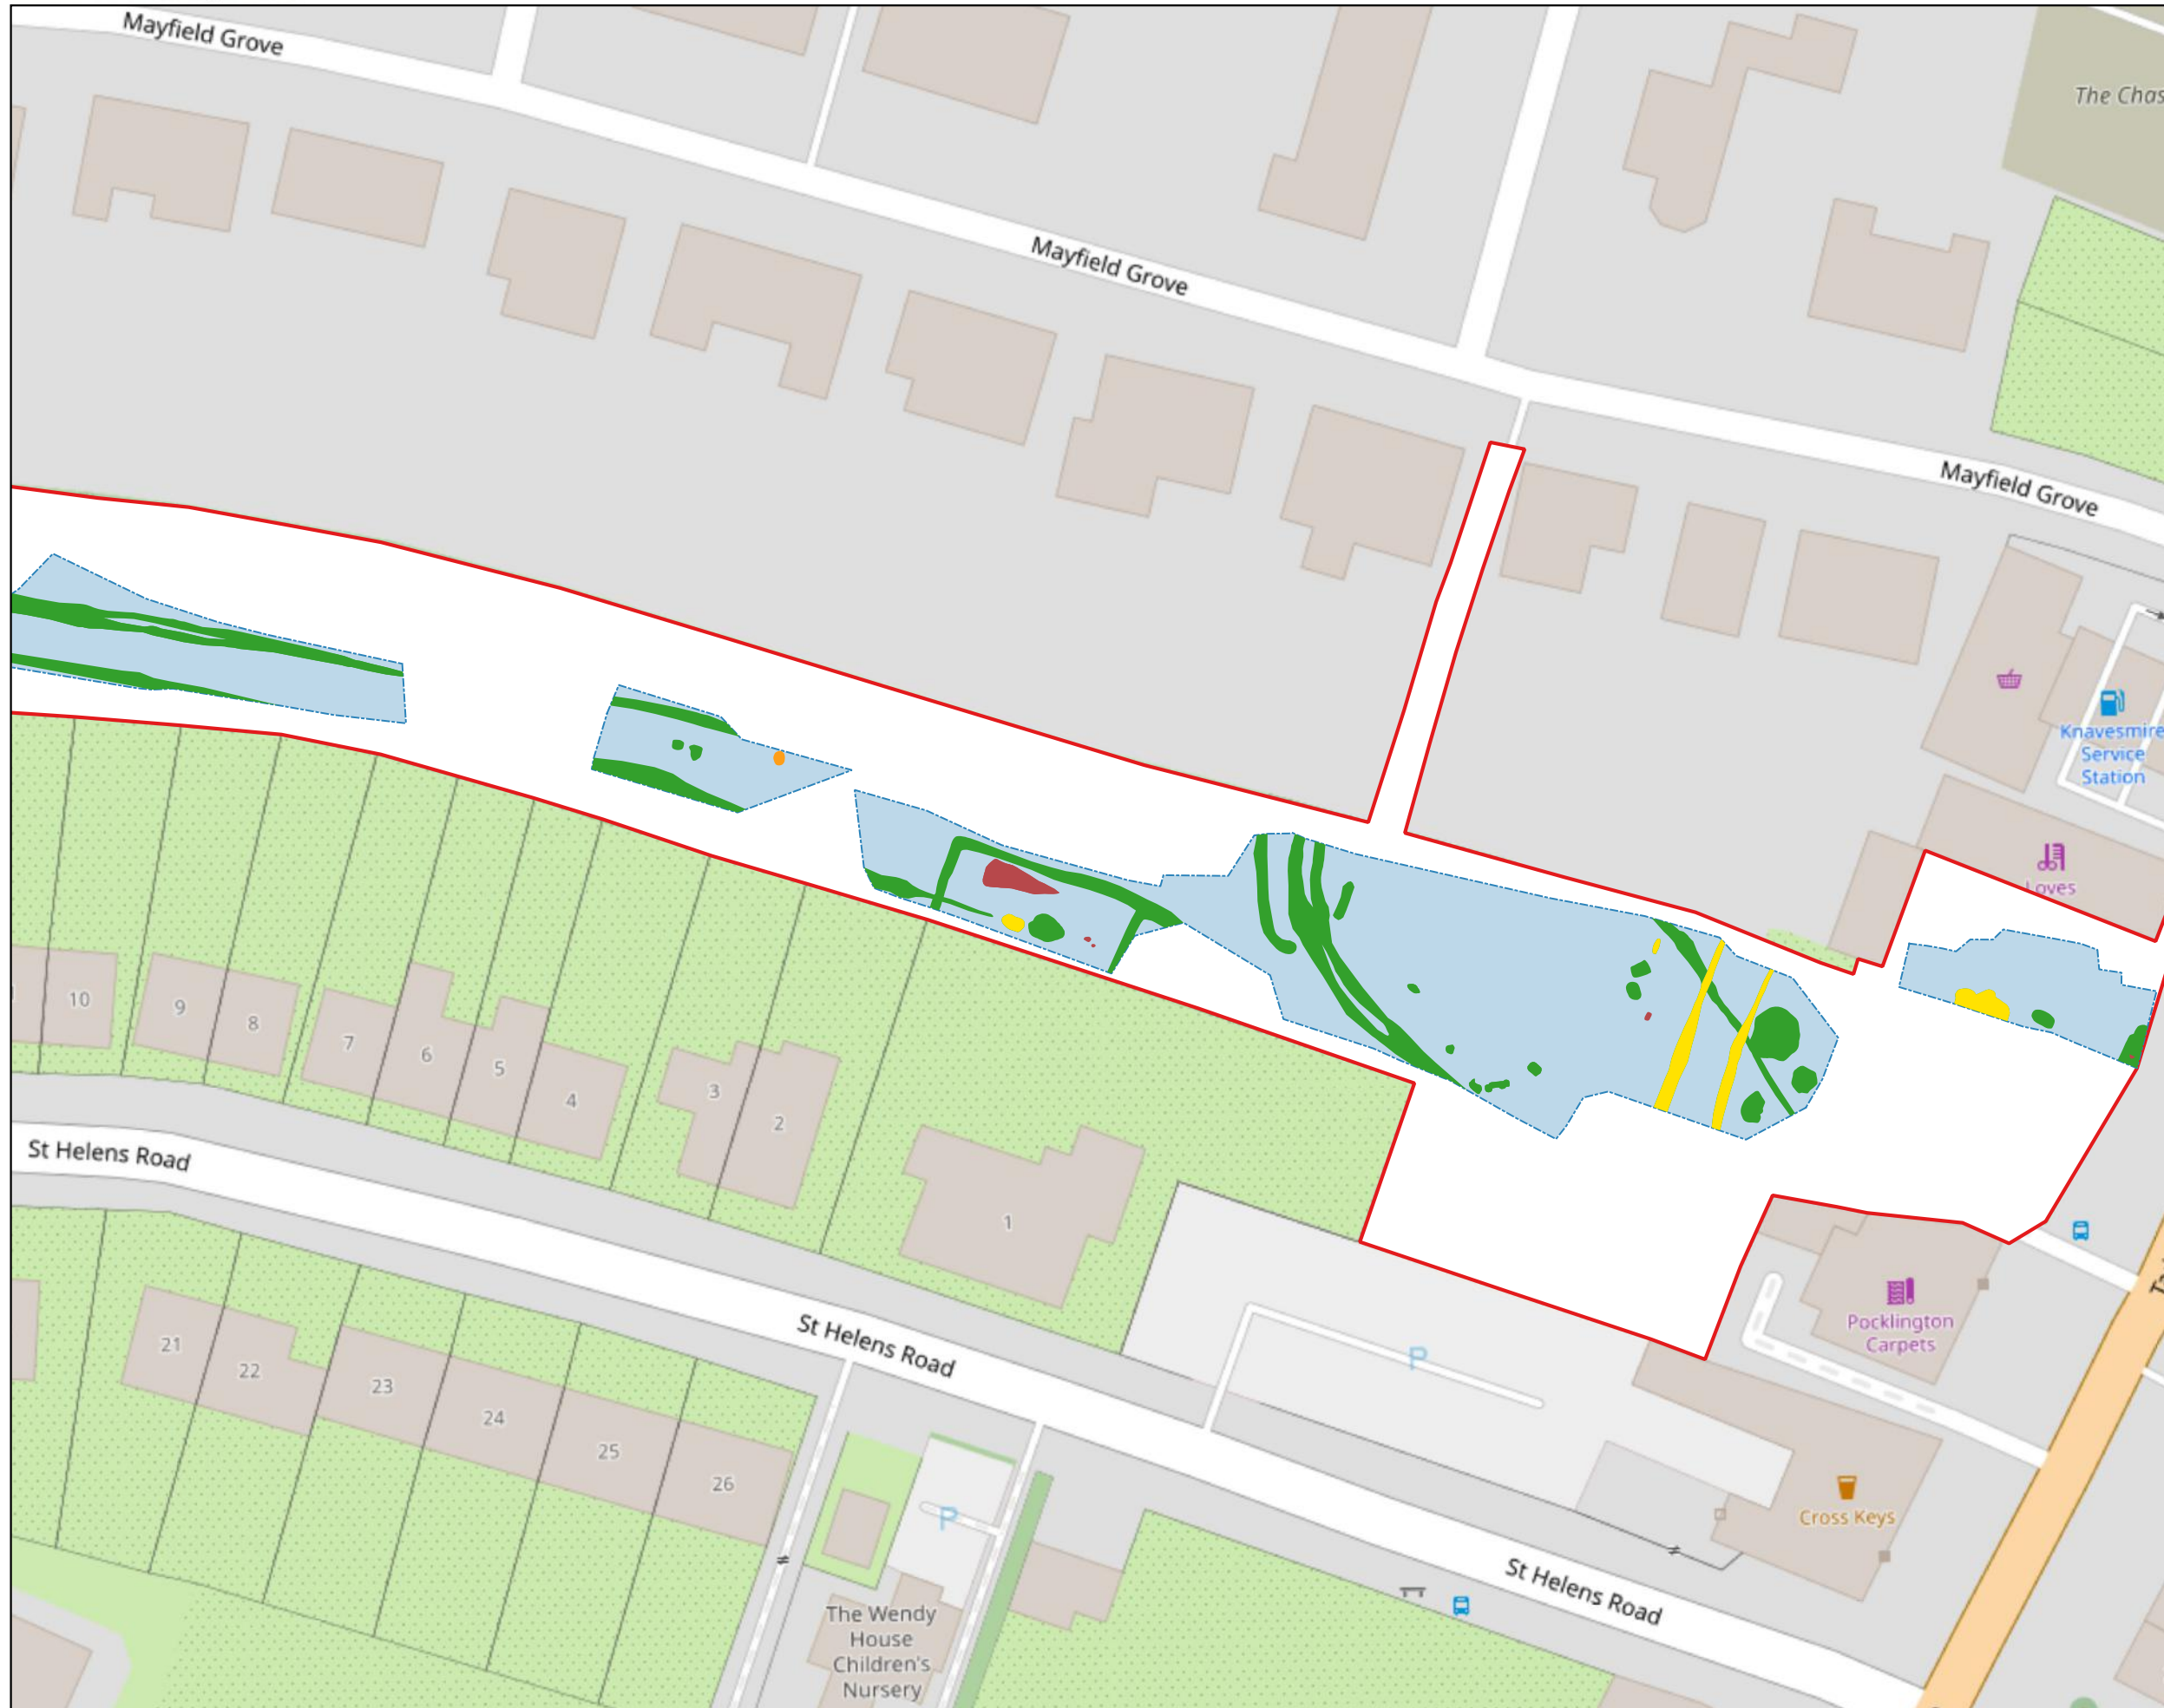 Mayfield Grove
The Chas
Mayfield Grove
Mayfield Grove
Knavesmire
Service
Station
Loves
10
9
8
7
6
5
4
3
2
1
St Helens Road
St Helens Road
21
22
23
24
25
26
P
P
Pocklington
Carpets
Cross Keys
The Wendy
House
Children's
Nursery
St Helens Road